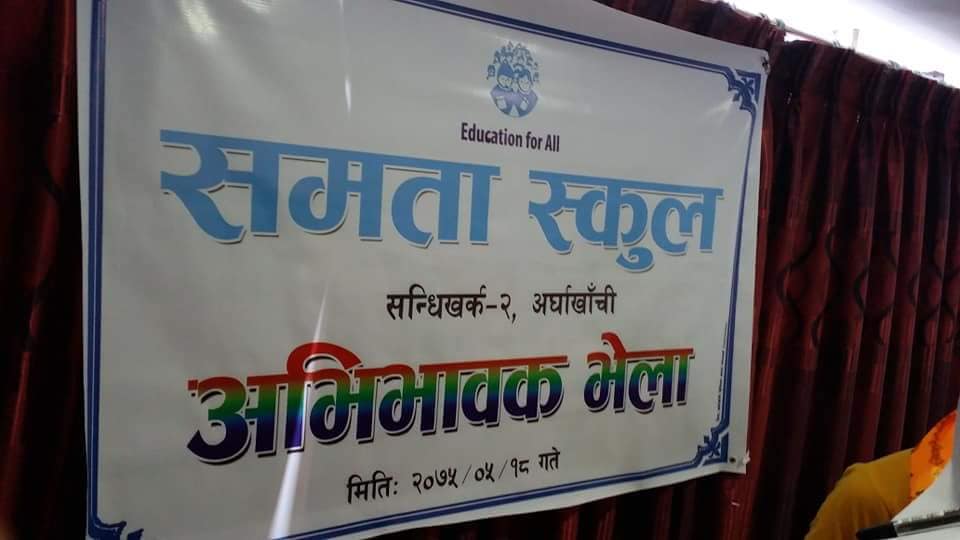 Education for All
समता स्कुल
सन्धिखर्क-२, अर्घाखाँची
अभिभावक भेला
मितिः २०७५/०५/१८ गते